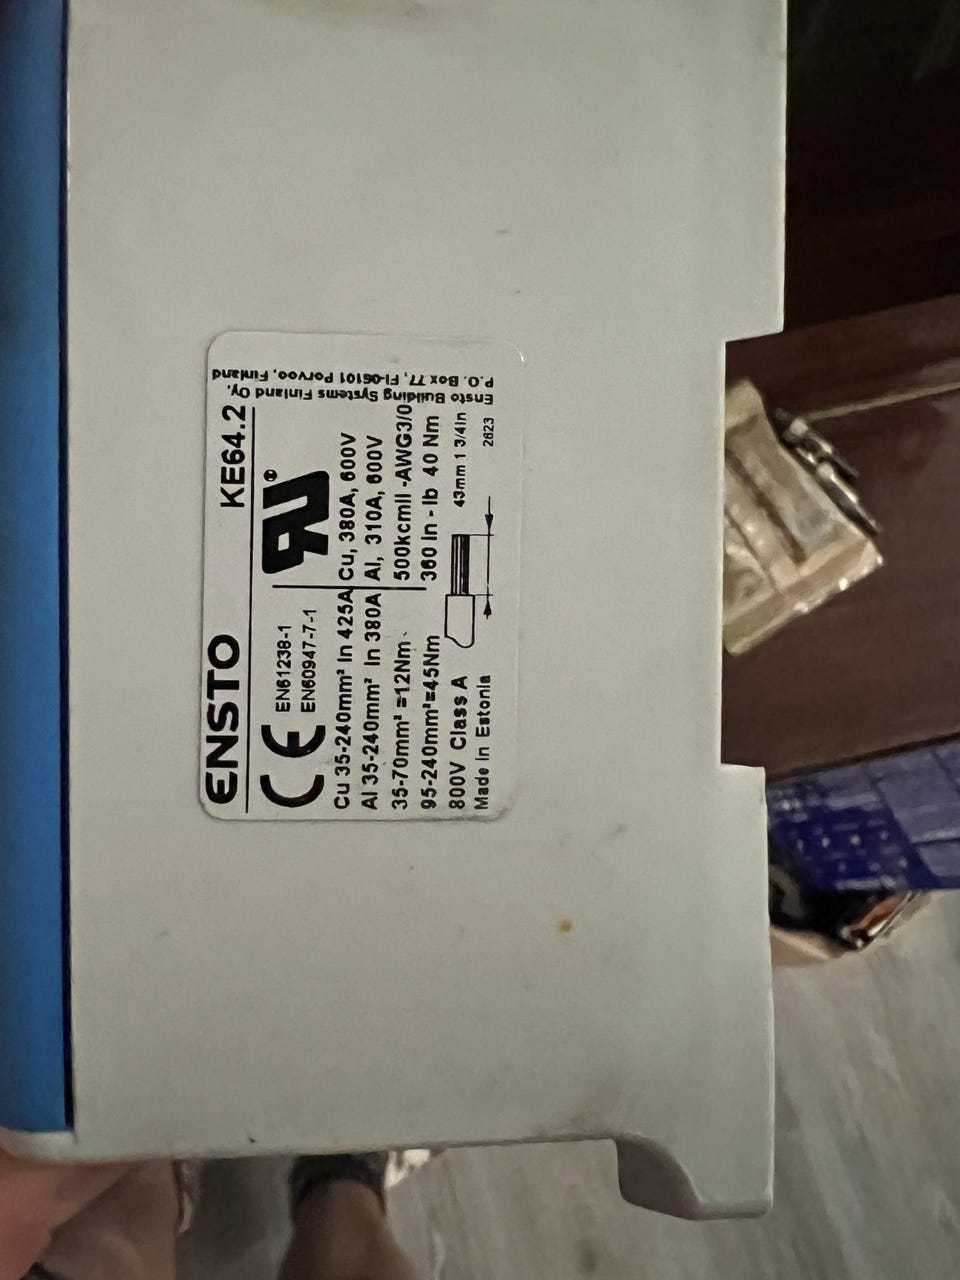 ENSTO KE64.2
CE EN61238-1
EN60947-7-1
RU®
Cu 35-240mm² In 425A Cu, 380A, 600V
Al 35-240mm² In 380A Al, 310A, 600V
35-70mm² =12Nm 500kcmil -AWG3/0
95-240mm²=45Nm 360 In - lb 40 Nm
800V Class A 43mm 1 3/4in
Made in Estonia 2823
Ensto Building Systems Finland Oy,
P.O. Box 77, FI-06101 Porvoo, Finland